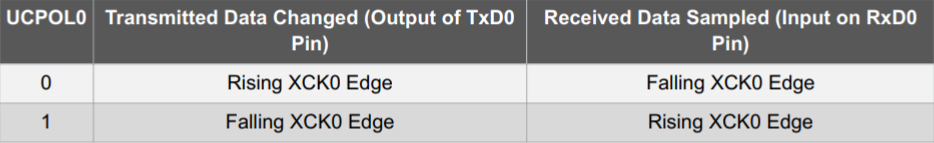 UCPOL0 Transmitted Data Changed (Output of TxD0 Pin) Received Data Sampled (Input on RxD0 Pin)
0 Rising XCK0 Edge Falling XCK0 Edge
1 Falling XCK0 Edge Rising XCK0 Edge